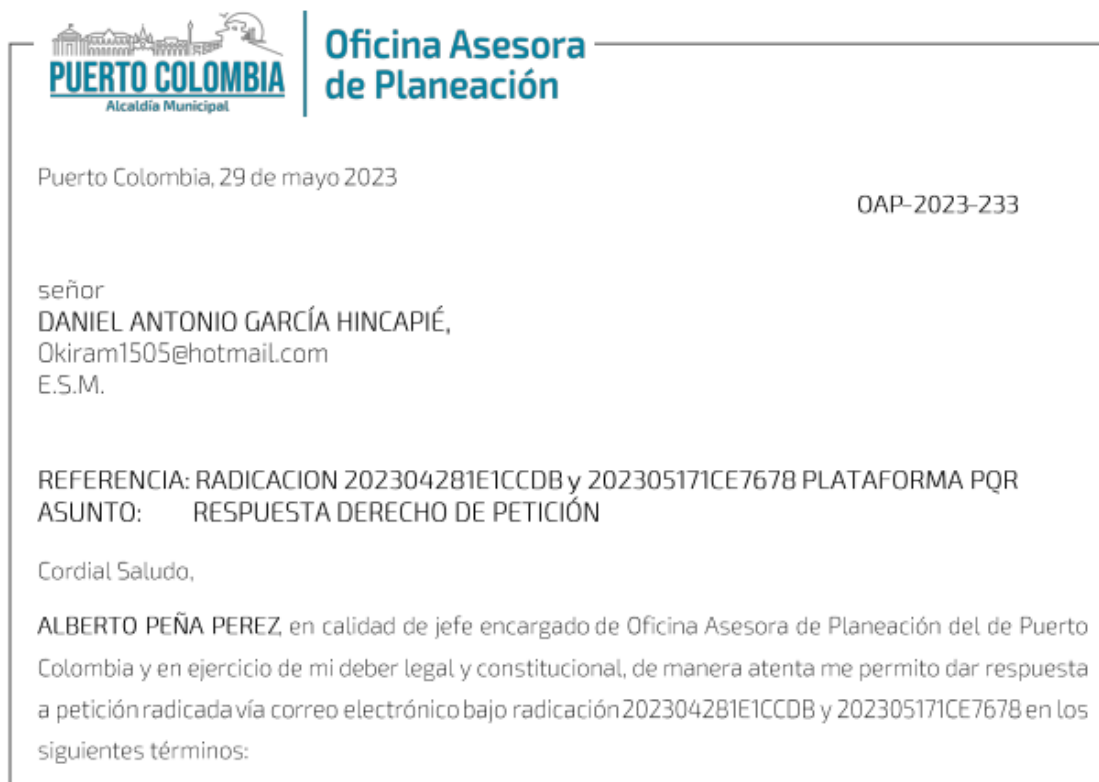 PUERTO COLOMBIA
Alcaldía Municipal
Oficina Asesora
de Planeación
Puerto Colombia, 29 de mayo 2023
OAP-2023-233
señor
DANIEL ANTONIO GARCÍA HINCAPIÉ,
Okiram1505@hotmail.com
E.S.M.
REFERENCIA: RADICACION 202304281E1CCDB y 202305171CE7678 PLATAFORMA PQR
ASUNTO: RESPUESTA DERECHO DE PETICIÓN
Cordial Saludo,
ALBERTO PEÑA PEREZ, en calidad de jefe encargado de Oficina Asesora de Planeación del de Puerto
Colombia y en ejercicio de mi deber legal y constitucional, de manera atenta me permito dar respuesta
a petición radicada vía correo electrónico bajo radicación 202304281E1CCDB y 202305171CE7678 en los
siguientes términos: